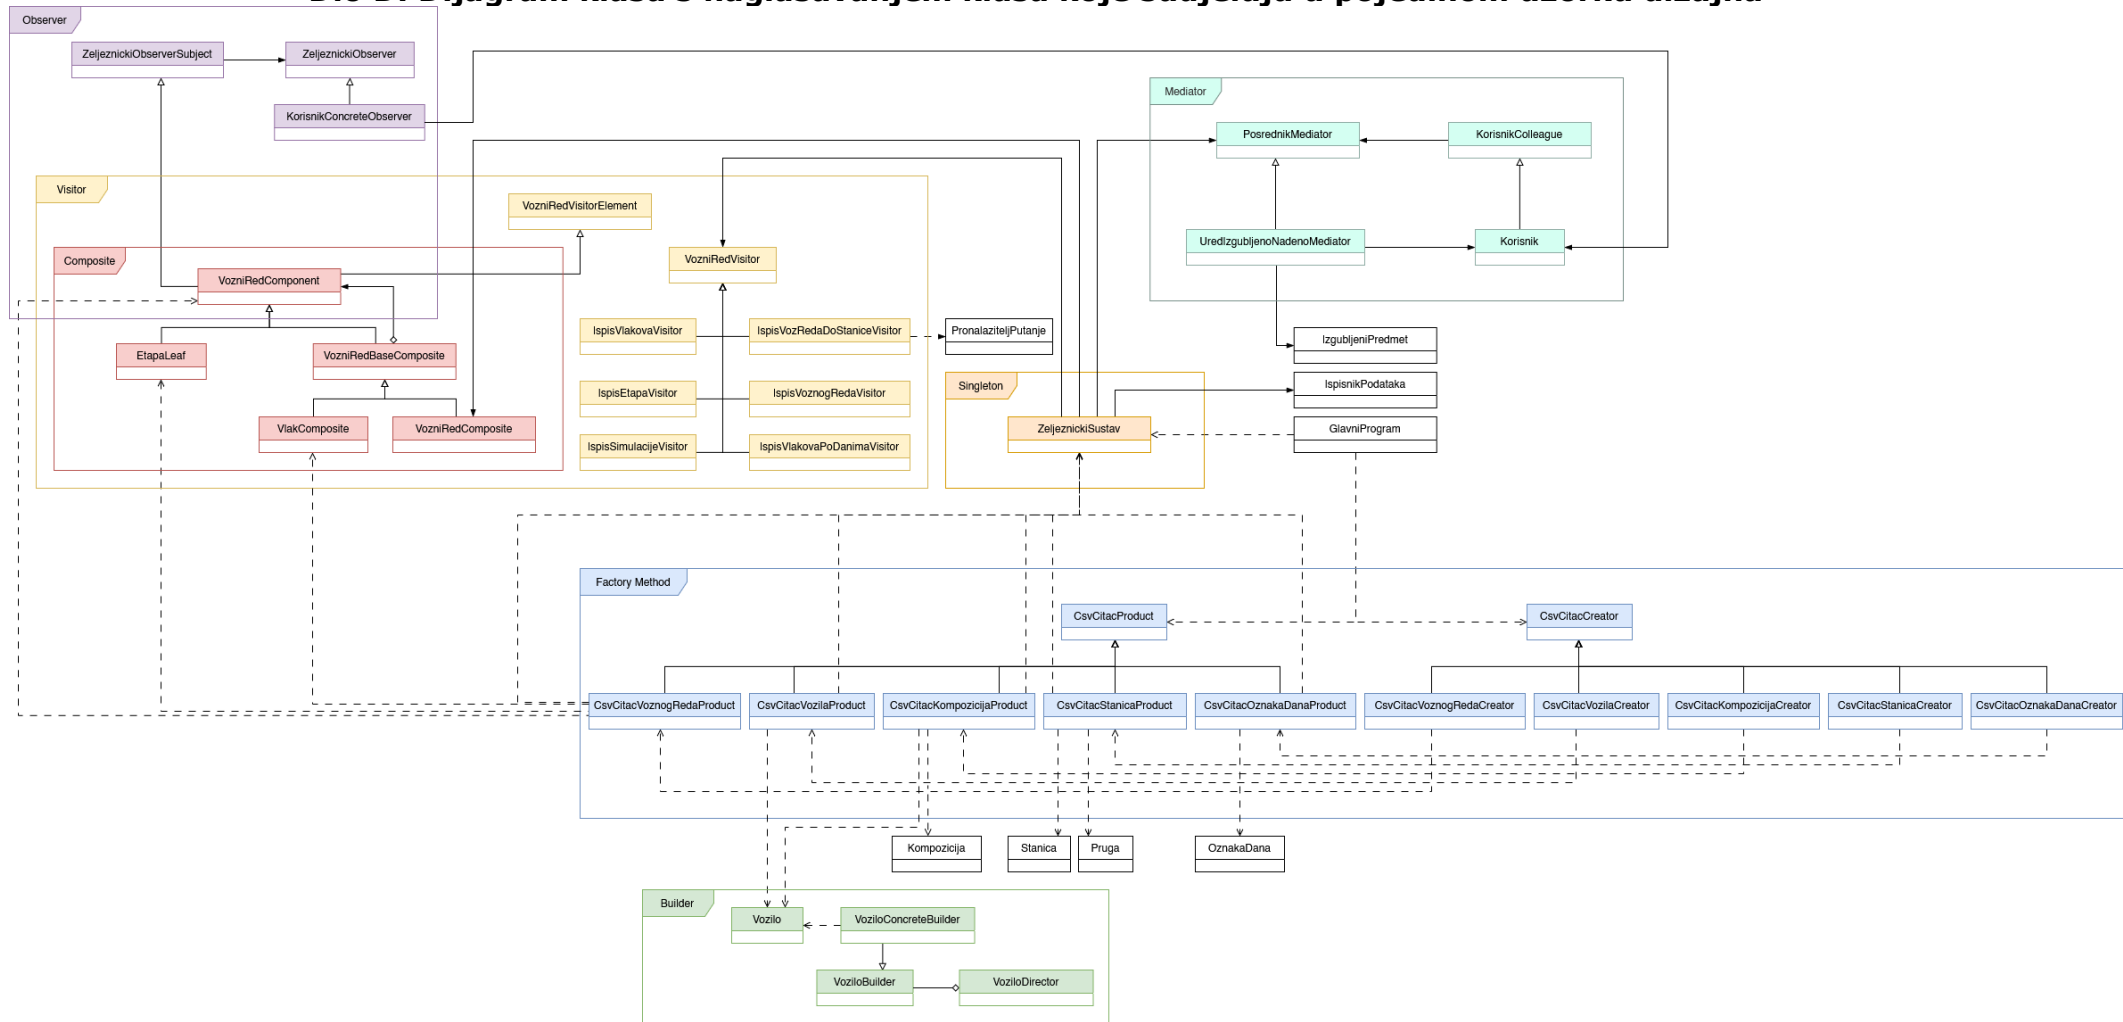 Observer
ZeljeznickiObserverSubject
ZeljeznickiObserver
KorisnikConcreteObserver
Mediator
PosrednikMediator
KorisnikColleague
UredIzgubljenoNadenoMediator
Korisnik
Visitor
VozniRedVisitorElement
VozniRedVisitor
Composite
VozniRedComponent
EtapaLeaf
VozniRedBaseComposite
VlakComposite
VozniRedComposite
IspisVlakovaVisitor
IspisVozRedaDoStaniceVisitor
PronalaziteljPutanje
IspisEtapaVisitor
IspisVoznogRedaVisitor
IspisSimulacijeVisitor
IspisVlakovaPoDanimaVisitor
Singleton
ZeljeznickiSustav
IzgubljeniPredmet
IspisnikPodataka
GlavniProgram
Factory Method
CsvCitacProduct
CsvCitacCreator
CsvCitacVoznogRedaProduct
CsvCitacVozilaProduct
CsvCitacKompozicijaProduct
CsvCitacStanicaProduct
CsvCitacOznakaDanaProduct
CsvCitacVoznogRedaCreator
CsvCitacVozilaCreator
CsvCitacKompozicijaCreator
CsvCitacStanicaCreator
CsvCitacOznakaDanaCreator
Kompozicija
Stanica
Pruga
OznakaDana
Builder
Vozilo
VoziloConcreteBuilder
VoziloBuilder
VoziloDirector